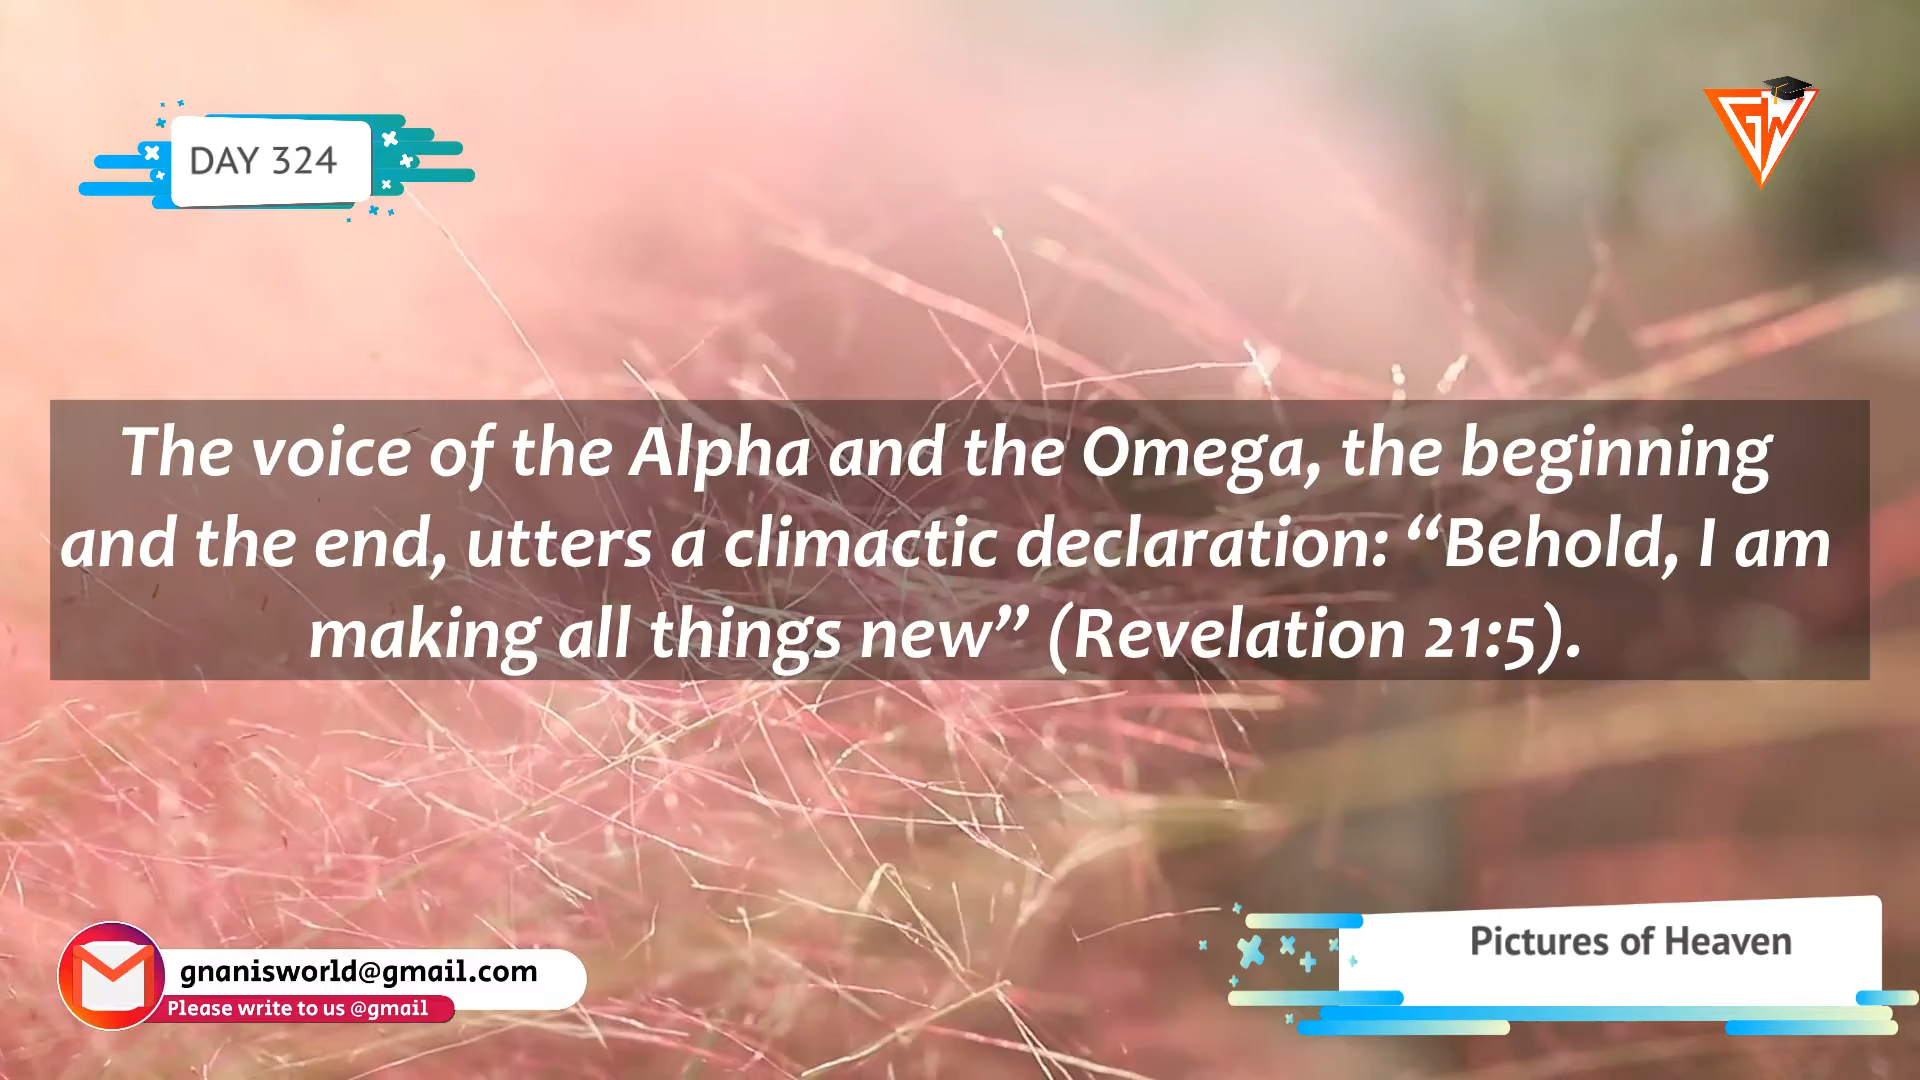 DAY 324
GW
The voice of the Alpha and the Omega, the beginning
and the end, utters a climactic declaration: “Behold, I am
making all things new” (Revelation 21:5).
gnanisworld@gmail.com
Please write to us @gmail
Pictures of Heaven